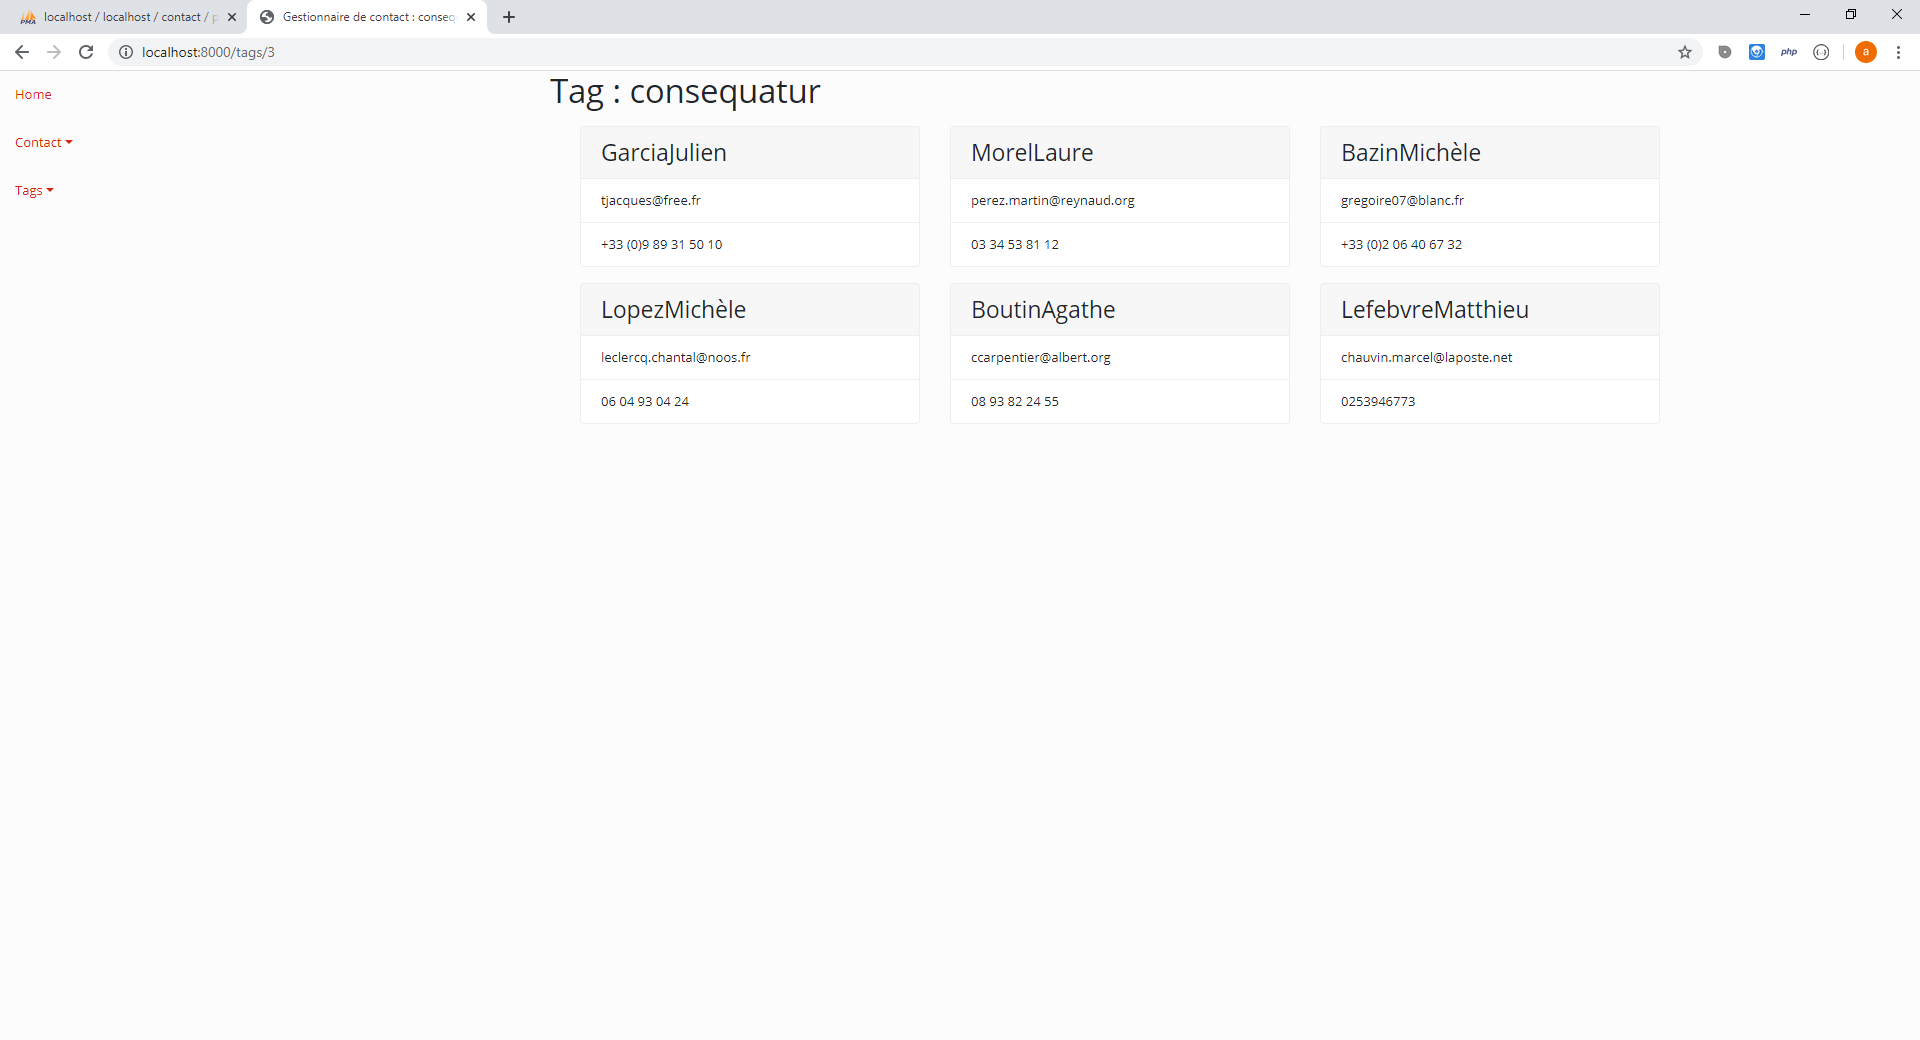 localhost / localhost / contact / p
Gestionnaire de contact : conseq
localhost:8000/tags/3
php
a
Home
Contact
Tags
Tag : consequatur
GarciaJulien
tjacques@free.fr
+33 (0)9 89 31 50 10
MorelLaure
perez.martin@reynaud.org
03 34 53 81 12
BazinMichèle
gregoire07@blanc.fr
+33 (0)2 06 40 67 32
LopezMichèle
leclercq.chantal@noos.fr
06 04 93 04 24
BoutinAgathe
ccarpentier@albert.org
08 93 82 24 55
LefebvreMatthieu
chauvin.marcel@laposte.net
0253946773